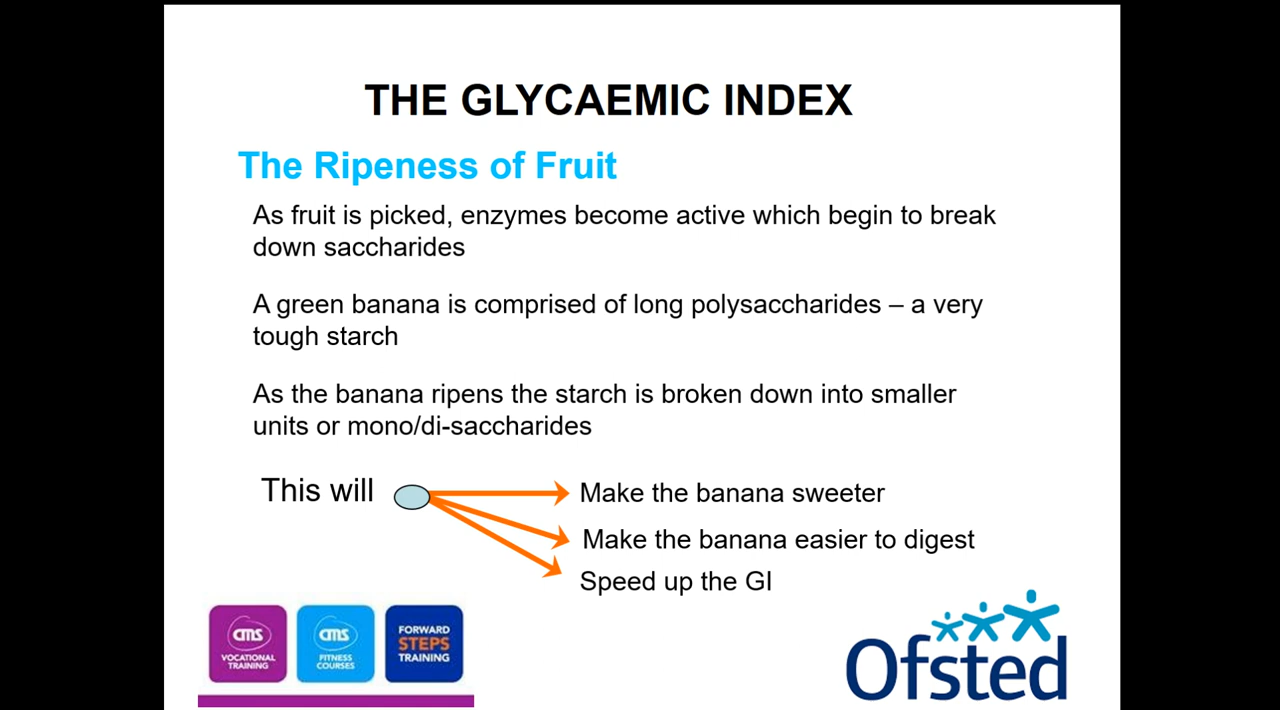 THE GLYCAEMIC INDEX
The Ripeness of Fruit
As fruit is picked, enzymes become active which begin to break
down saccharides
A green banana is comprised of long polysaccharides – a very
tough starch
As the banana ripens the starch is broken down into smaller
units or mono/di-saccharides
This will
Make the banana sweeter
Make the banana easier to digest
Speed up the GI
cms
VOCATIONAL
TRAINING
cms
FITNESS
COURSES
FORWARD
STEPS
TRAINING
Ofsted